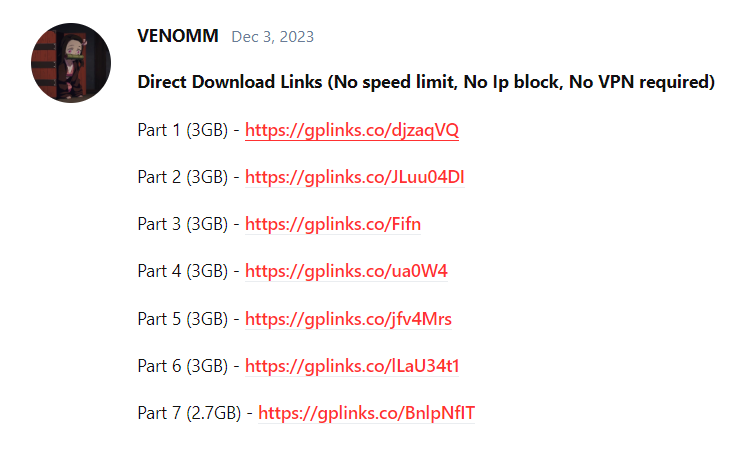 VENOMM Dec 3, 2023
Direct Download Links (No speed limit, No Ip block, No VPN required)
Part 1 (3GB) - https://gplinks.co/djzaqVQ
Part 2 (3GB) - https://gplinks.co/JLuu04DI
Part 3 (3GB) - https://gplinks.co/Fifn
Part 4 (3GB) - https://gplinks.co/ua0W4
Part 5 (3GB) - https://gplinks.co/jfv4Mrs
Part 6 (3GB) - https://gplinks.co/lLaU34t1
Part 7 (2.7GB) - https://gplinks.co/BnlpNfIT